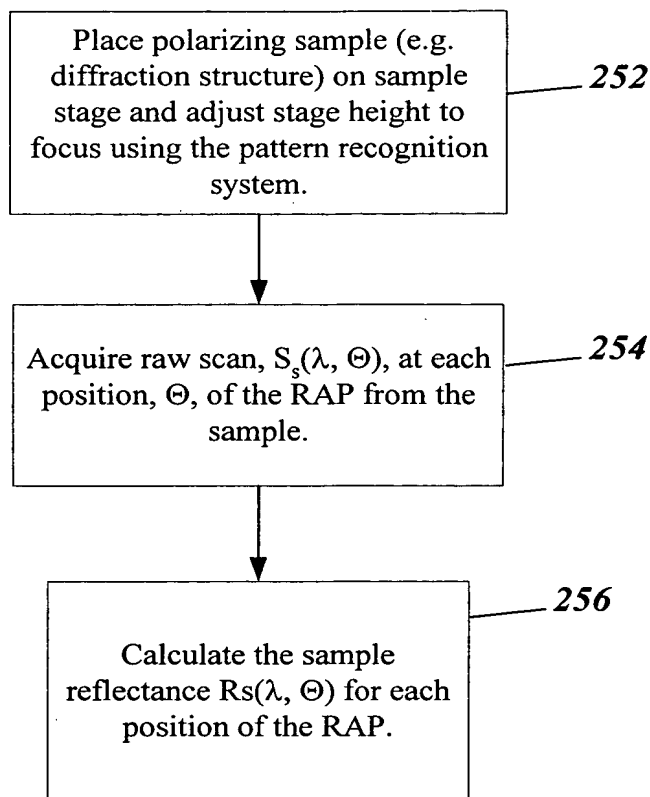 Place polarizing sample (e.g.
diffraction structure) on sample
stage and adjust stage height to
focus using the pattern recognition
system.
252
Acquire raw scan, Sₛ(λ, Θ), at each
position, Θ, of the RAP from the
sample.
254
Calculate the sample
reflectance Rs(λ, Θ) for each
position of the RAP.
256